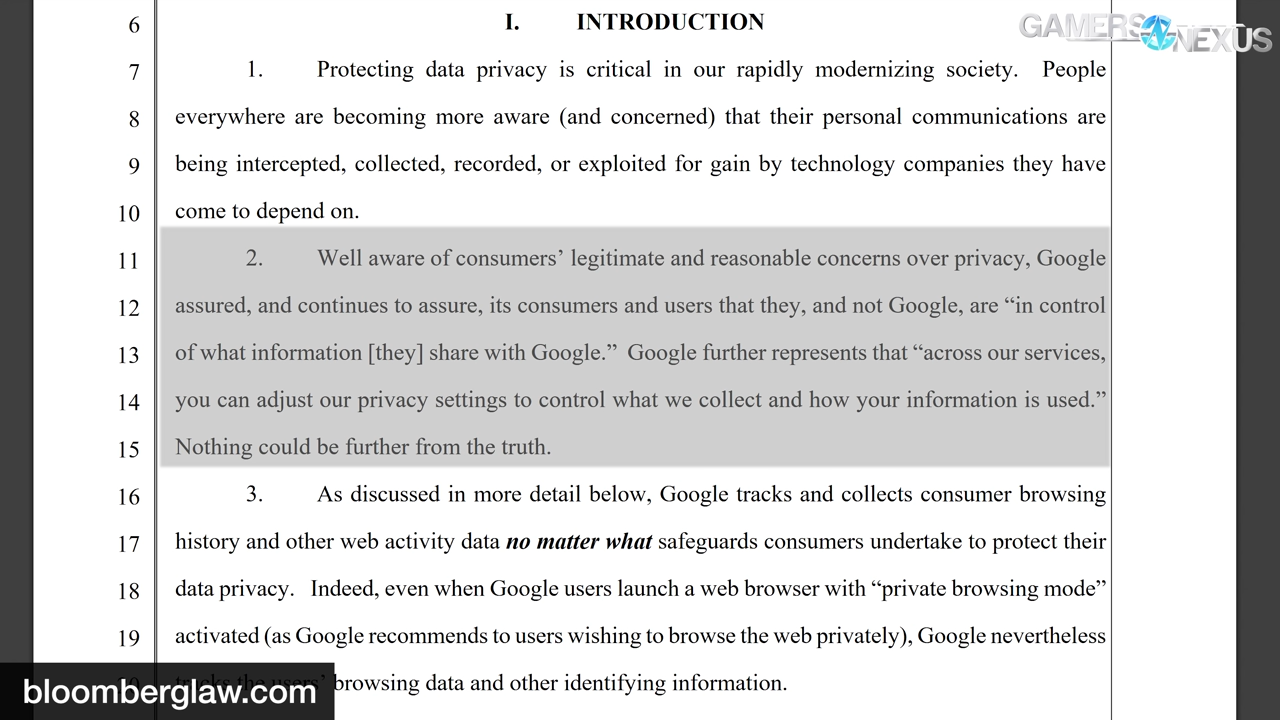 GAMERS NEXUS
6 I. INTRODUCTION
7 1. Protecting data privacy is critical in our rapidly modernizing society. People
8 everywhere are becoming more aware (and concerned) that their personal communications are
9 being intercepted, collected, recorded, or exploited for gain by technology companies they have
10 come to depend on.
11 2. Well aware of consumers’ legitimate and reasonable concerns over privacy, Google
12 assured, and continues to assure, its consumers and users that they, and not Google, are “in control
13 of what information [they] share with Google.” Google further represents that “across our services,
14 you can adjust our privacy settings to control what we collect and how your information is used.”
15 Nothing could be further from the truth.
16 3. As discussed in more detail below, Google tracks and collects consumer browsing
17 history and other web activity data no matter what safeguards consumers undertake to protect their
18 data privacy. Indeed, even when Google users launch a web browser with “private browsing mode”
19 activated (as Google recommends to users wishing to browse the web privately), Google nevertheless
20 tracks the users’ browsing data and other identifying information.
bloomberglaw.com